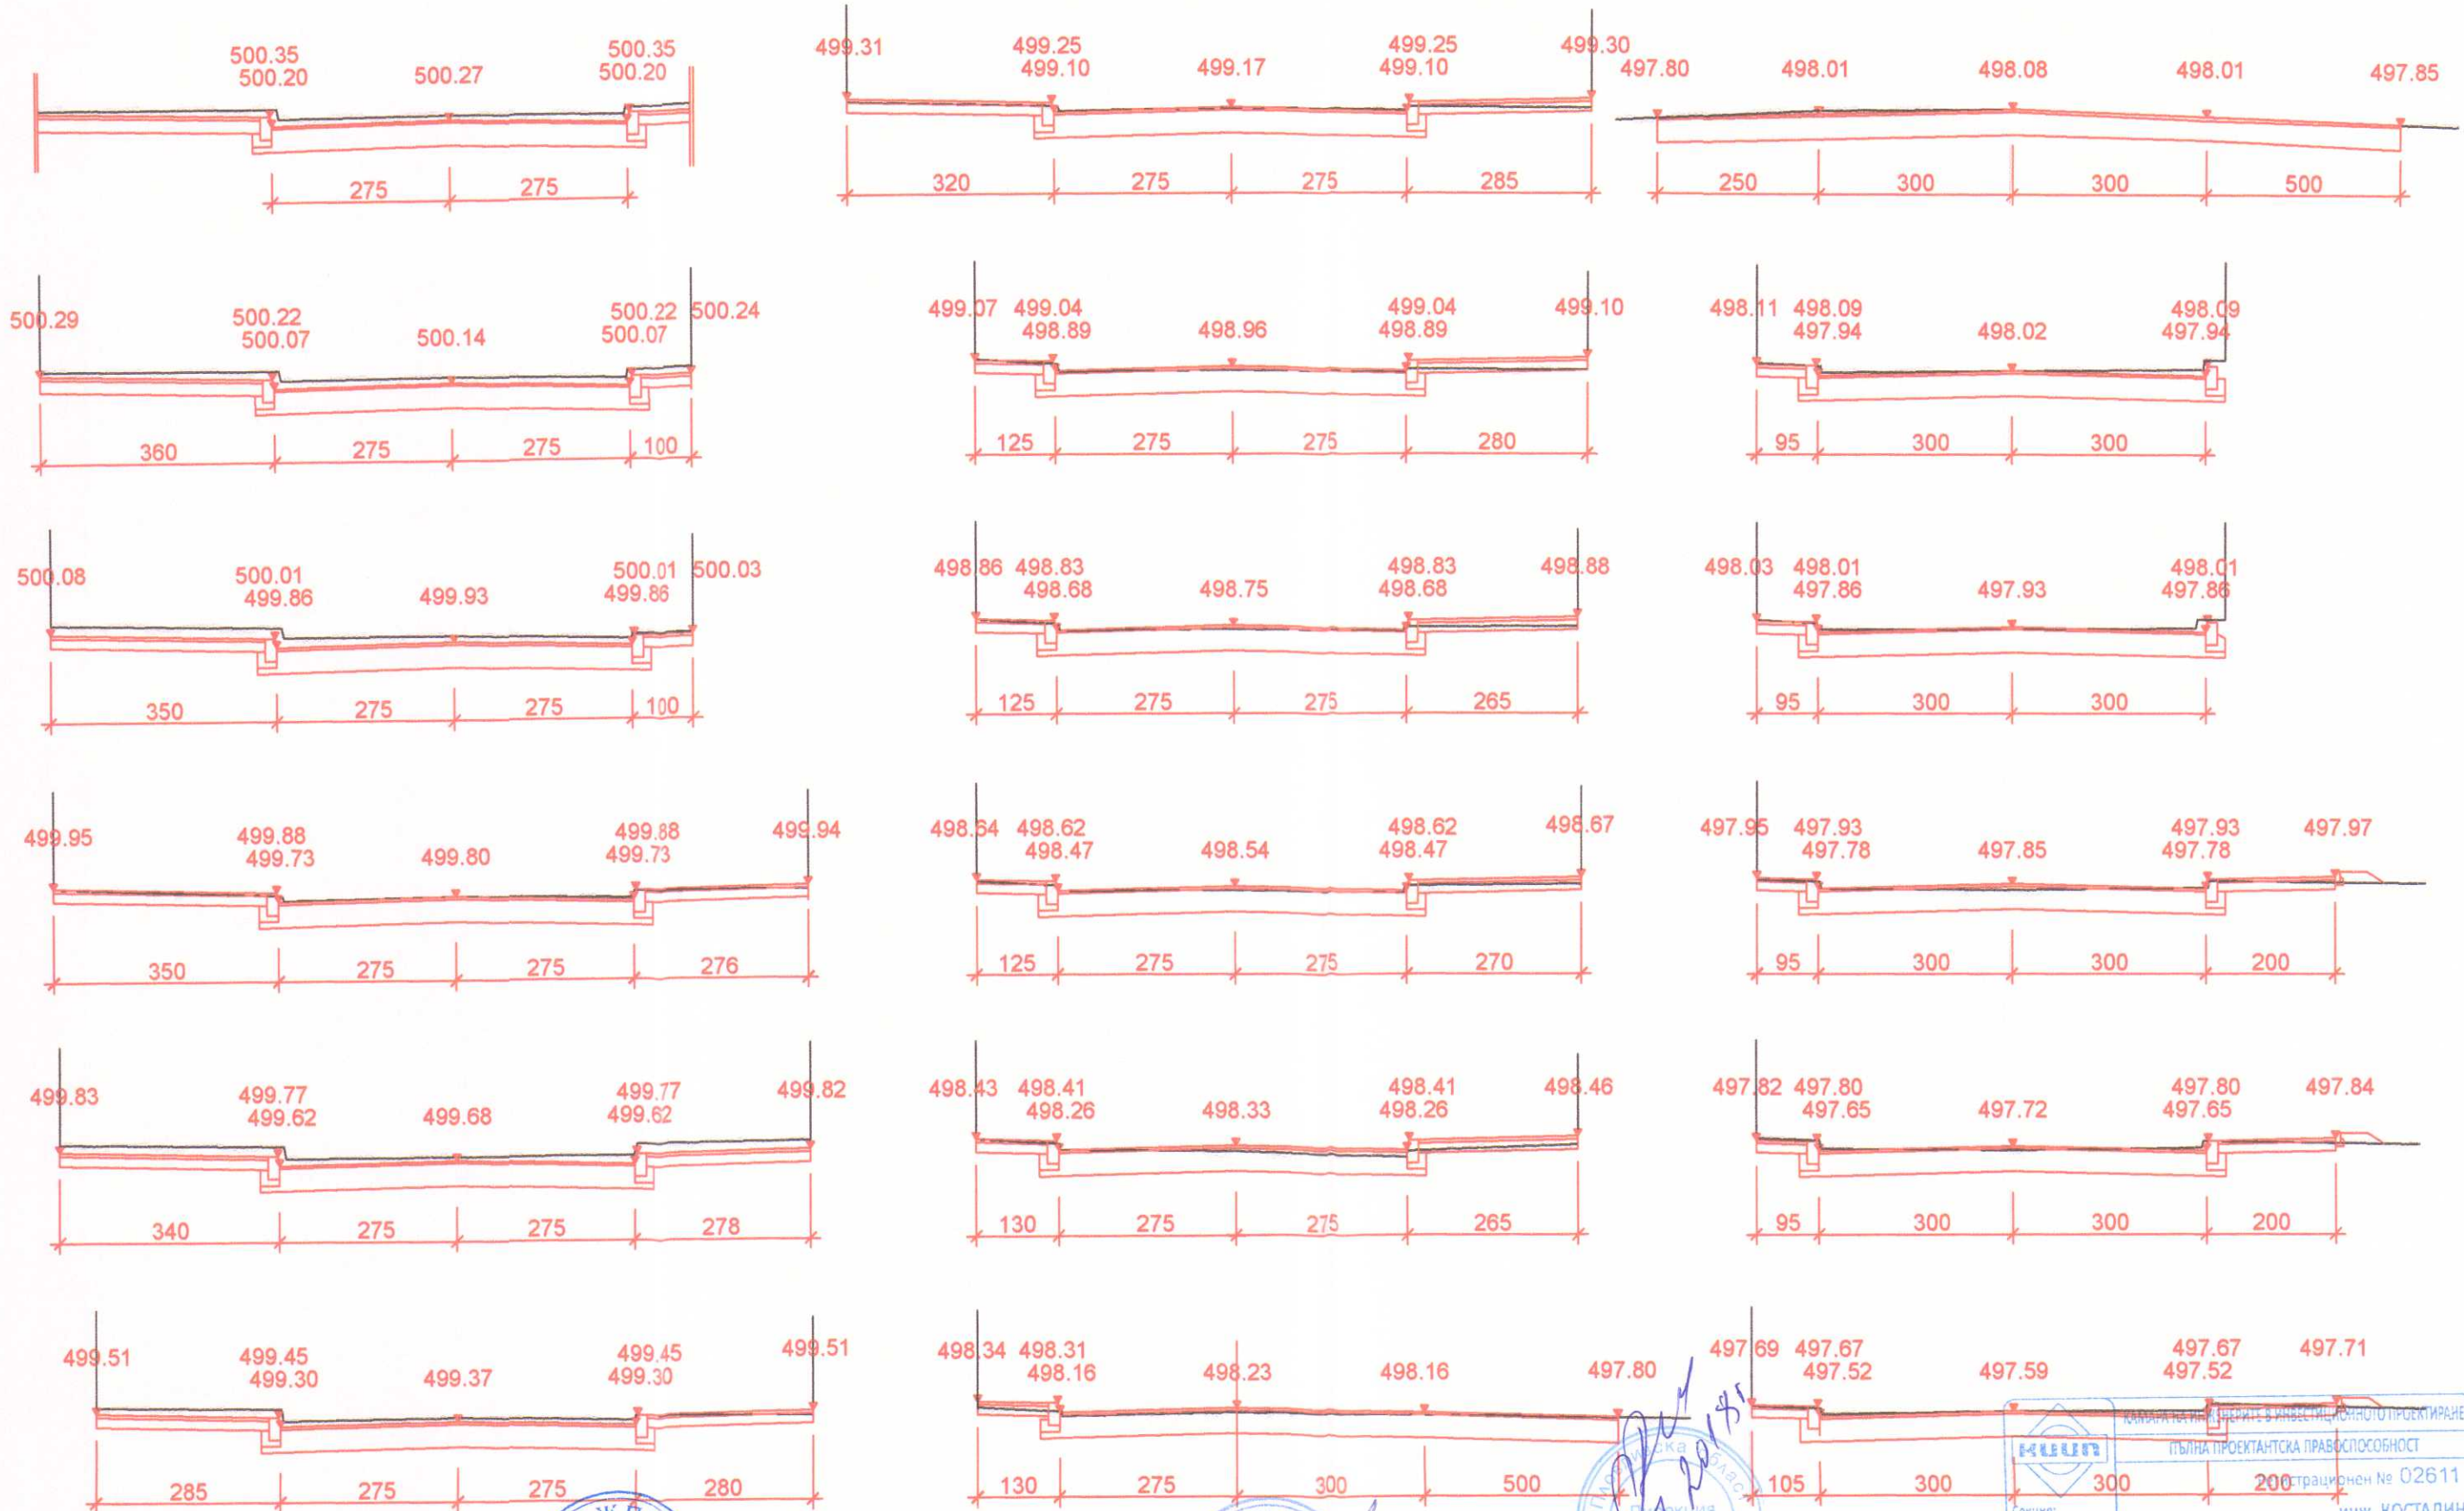 500.35 500.35
500.20 500.27 500.20
275 275
499.31 499.25 499.25 499.30
499.10 499.17 499.10
320 275 275 285
497.80 498.01 498.08 498.01 497.85
250 300 300 500
500.29 500.22 500.22 500.24
500.07 500.14 500.07
360 275 275 100
499.07 499.04 499.04 499.10
498.89 498.96 498.89
125 275 275 280
498.11 498.09 498.09
497.94 498.02 497.94
95 300 300
500.08 500.01 500.01 500.03
499.86 499.93 499.86
350 275 275 100
498.86 498.83 498.83 498.88
498.68 498.75 498.68
125 275 275 265
498.03 498.01 498.01
497.86 497.93 497.86
95 300 300
499.95 499.88 499.88 499.94
499.73 499.80 499.73
350 275 275 276
498.64 498.62 498.62 498.67
498.47 498.54 498.47
125 275 275 270
497.95 497.93 497.93 497.97
497.78 497.85 497.78
95 300 300 200
499.83 499.77 499.77 499.82
499.62 499.68 499.62
340 275 275 278
498.43 498.41 498.41 498.46
498.26 498.33 498.26
130 275 275 265
497.82 497.80 497.80 497.84
497.65 497.72 497.65
95 300 300 200
499.51 499.45 499.45 499.51
499.30 499.37 499.30
285 275 275 280
498.34 498.31
498.16 498.23 498.16 497.80
130 275 300 500
497.69 497.67 497.67 497.71
497.52 497.59 497.52
105 300 300 200
КАМАРА НА ИНЖЕНЕРИТЕ В ИНВЕСТИЦИОННОТО ПРОЕКТИРАНЕ
КИИП
ПЪЛНА ПРОЕКТАНТСКА ПРАВОСПОСОБНОСТ
Регистрационен № 02611